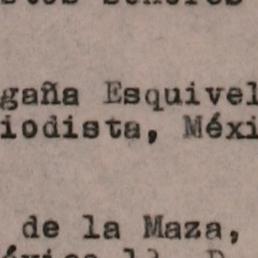 gaña Esquivel
iodista, Méxi
de la Maza,